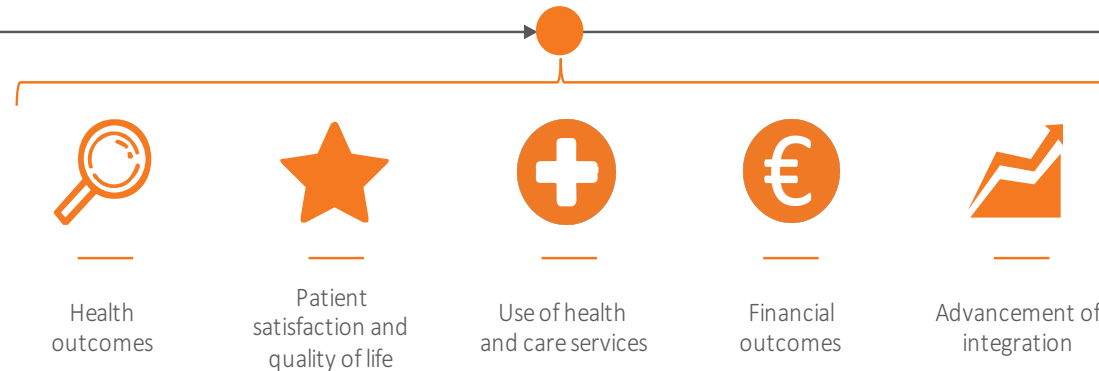 €
Health
outcomes
Patient
satisfaction and
quality of life
Use of health
and care services
Financial
outcomes
Advancement of
integration